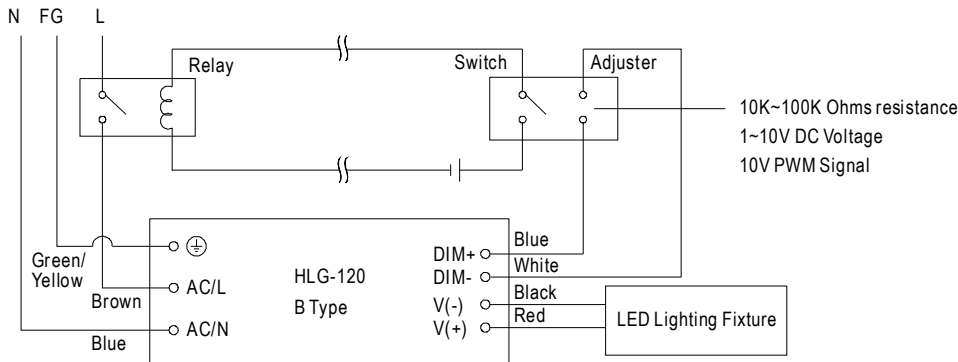 N FG L
Relay
Switch
Adjuster
10K~100K Ohms resistance
1~10V DC Voltage
10V PWM Signal
Green/
Yellow
Brown
AC/L
Blue
AC/N
HLG-120
B Type
DIM+
Blue
DIM-
White
V(-)
Black
V(+)
Red
LED Lighting Fixture